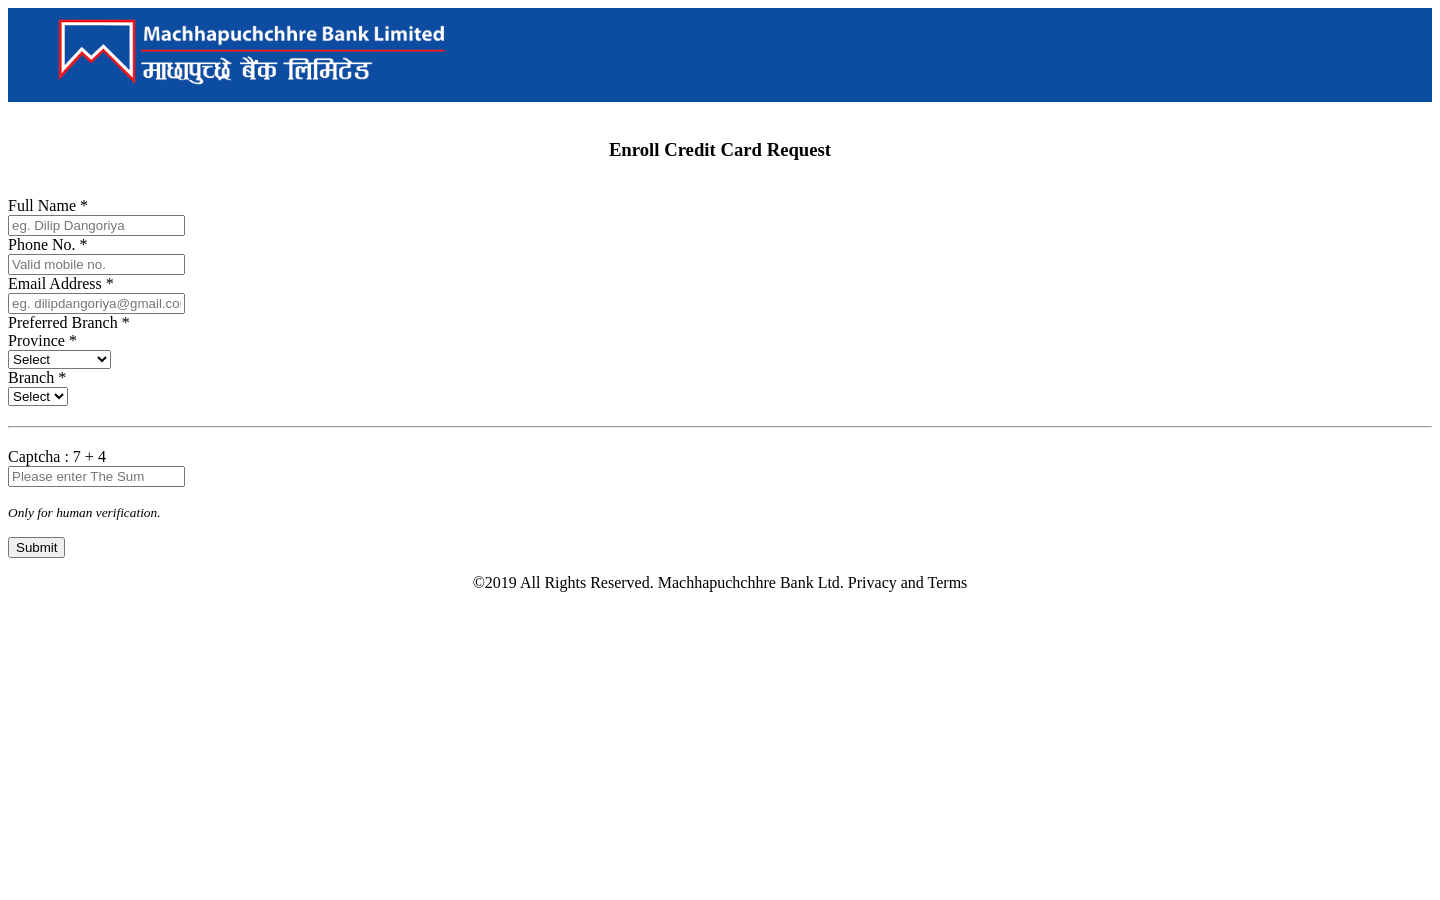 Machhapuchchhre Bank Limited
माछापुच्छ्रे बैंक लिमिटेड
Enroll Credit Card Request
Full Name *
eg. Dilip Dangoriya
Phone No. *
Valid mobile no.
Email Address *
eg. dilipdangoriya@gmail.co
Preferred Branch *
Province *
Select
Branch *
Select
Captcha : 7 + 4
Please enter The Sum
Only for human verification.
Submit
©2019 All Rights Reserved. Machhapuchchhre Bank Ltd. Privacy and Terms